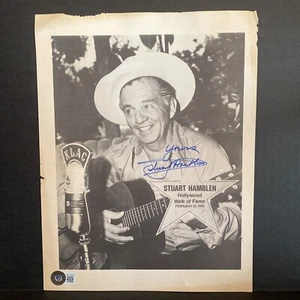 KLAC
Yours
Stuart Hamblen
STUART HAMBLEN
Hollywood
Walk of Fame